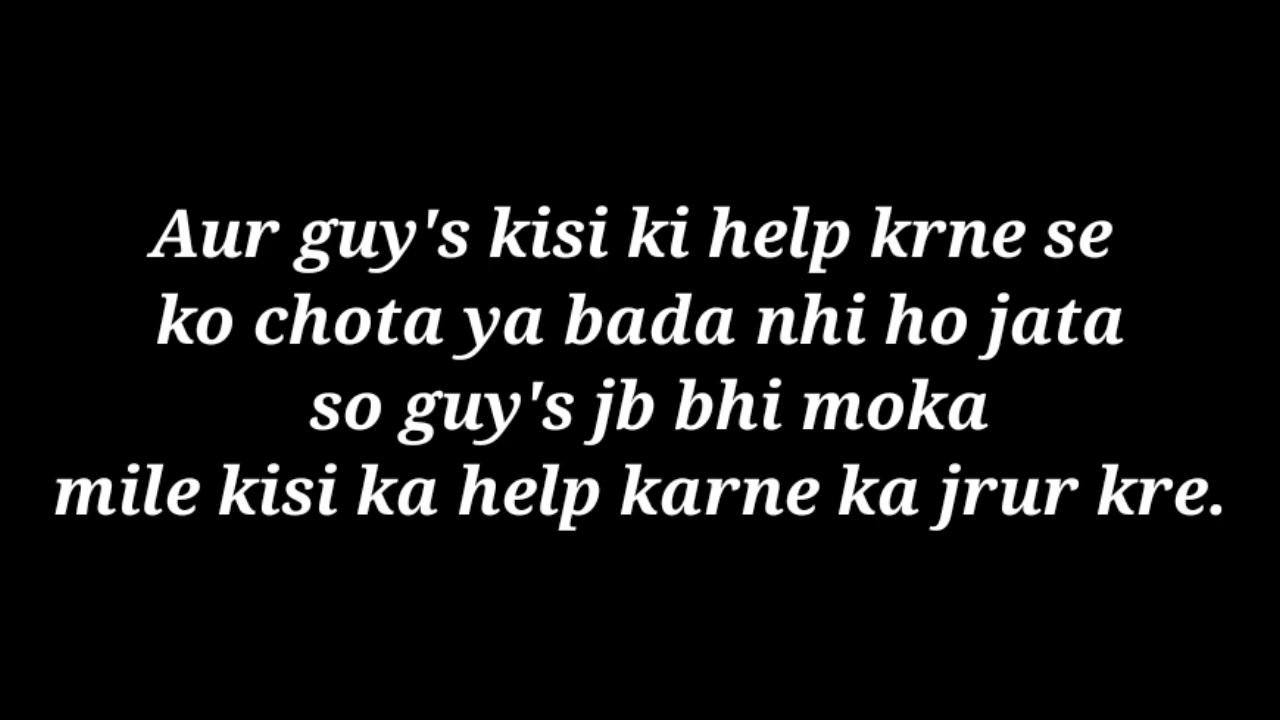 Aur guy's kisi ki help krne se
ko chota ya bada nhi ho jata
so guy's jb bhi moka
mile kisi ka help karne ka jrur kre.